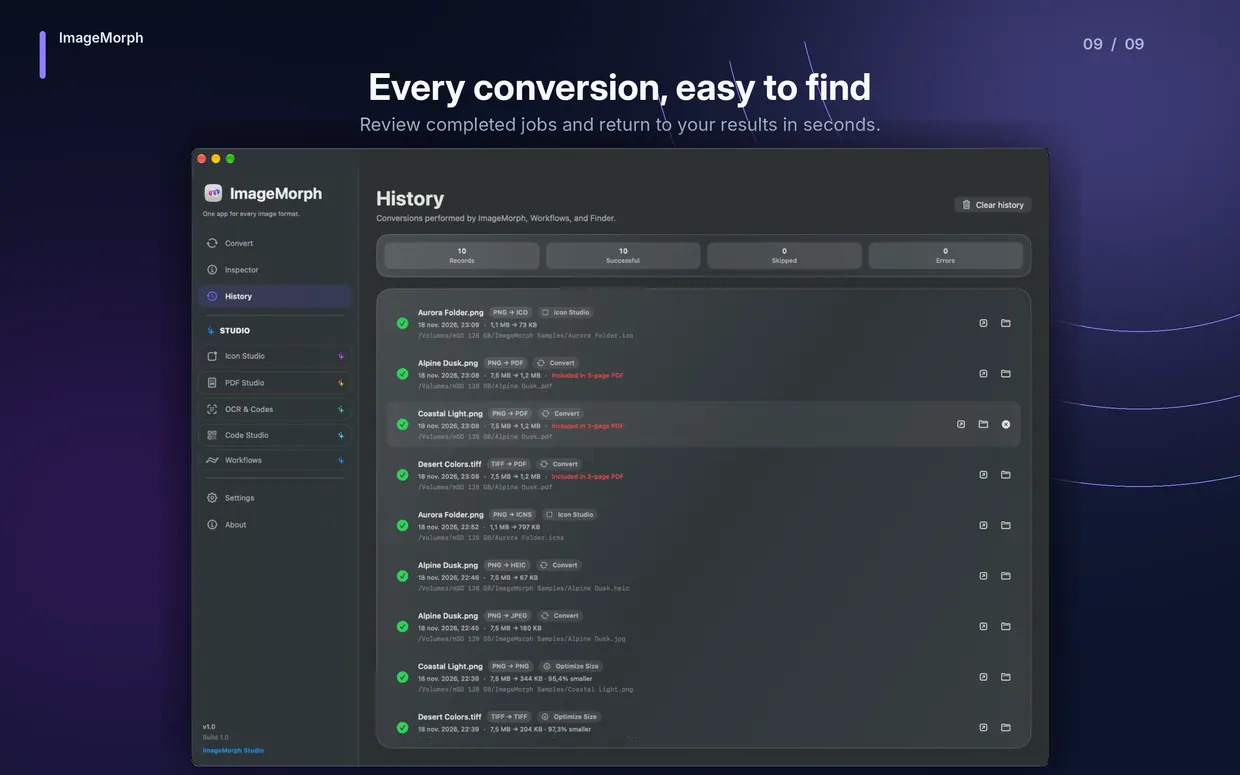 ImageMorph
09 / 09
Every conversion, easy to find
Review completed jobs and return to your results in seconds.
ImageMorph
One app for every image format.
Convert
Inspector
History
STUDIO
Icon Studio
PDF Studio
OCR & Codes
Code Studio
Workflows
Settings
About
v1.0
Build 1.0
ImageMorph Studio
History
Conversions performed by ImageMorph, Workflows, and Finder.
Clear history
10
Records
10
Successful
0
Skipped
0
Errors
Aurora Folder.png PNG → ICO Icon Studio
18 nov. 2026, 23:09 · 1,1 MB → 73 KB
/Volumes/mSD 128 GB/ImageMorph Samples/Aurora Folder.ico
Alpine Dusk.png PNG → PDF Convert
18 nov. 2026, 23:08 · 7,5 MB → 1,2 MB · Included in 3-page PDF
/Volumes/mSD 128 GB/Alpine Dusk.pdf
Coastal Light.png PNG → PDF Convert
18 nov. 2026, 23:08 · 7,5 MB → 1,2 MB · Included in 3-page PDF
/Volumes/mSD 128 GB/Alpine Dusk.pdf
Desert Colors.tiff TIFF → PDF Convert
18 nov. 2026, 23:08 · 7,5 MB → 1,2 MB · Included in 3-page PDF
/Volumes/mSD 128 GB/Alpine Dusk.pdf
Aurora Folder.png PNG → ICNS Icon Studio
18 nov. 2026, 22:52 · 1,1 MB → 797 KB
/Volumes/mSD 128 GB/Aurora Folder.icns
Alpine Dusk.png PNG → HEIC Convert
18 nov. 2026, 22:46 · 7,5 MB → 67 KB
/Volumes/mSD 128 GB/ImageMorph Samples/Alpine Dusk.heic
Alpine Dusk.png PNG → JPEG Convert
18 nov. 2026, 22:45 · 7,5 MB → 180 KB
/Volumes/mSD 128 GB/ImageMorph Samples/Alpine Dusk.jpg
Coastal Light.png PNG → PNG Optimize Size
18 nov. 2026, 22:39 · 7,5 MB → 344 KB · 95,4% smaller
/Volumes/mSD 128 GB/ImageMorph Samples/Coastal Light.png
Desert Colors.tiff TIFF → TIFF Optimize Size
18 nov. 2026, 22:39 · 7,5 MB → 204 KB · 97,3% smaller